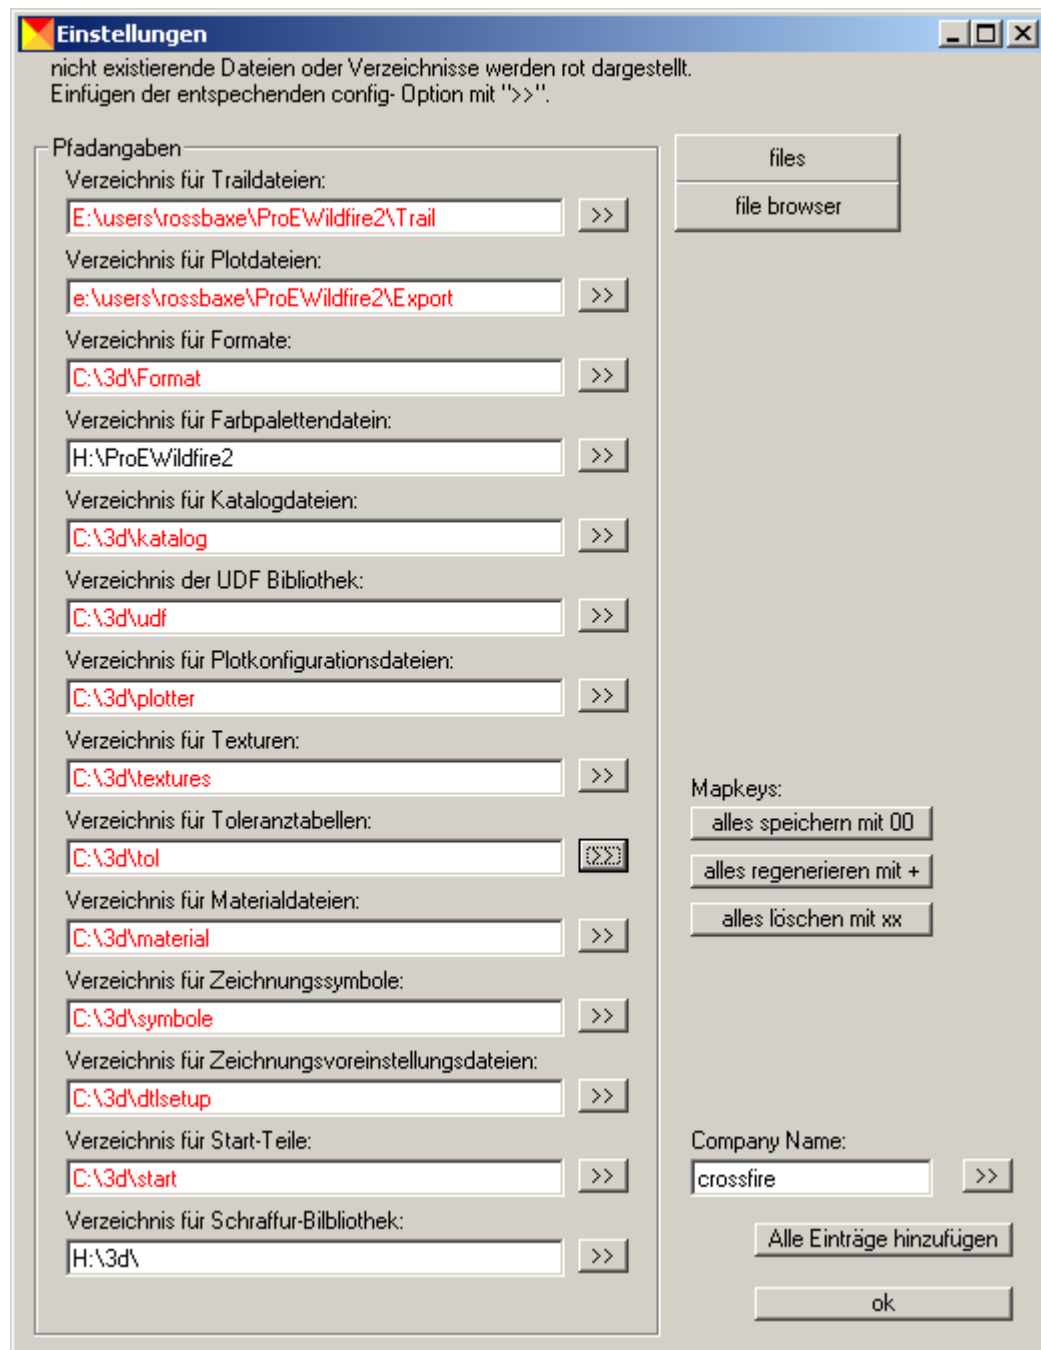 Einstellungen
nicht existierende Dateien oder Verzeichnisse werden rot dargestellt.
Einfügen der entspechenden config- Option mit ">>".
Pfadangaben
Verzeichnis für Traildateien:
E:\users\rossbaxe\ProEWildfire2\Trail >>
Verzeichnis für Plotdateien:
e:\users\rossbaxe\ProEWildfire2\Export >>
Verzeichnis für Formate:
C:\3d\Format >>
Verzeichnis für Farbpalettendatein:
H:\ProEWildfire2 >>
Verzeichnis für Katalogdateien:
C:\3d\katalog >>
Verzeichnis der UDF Bibliothek:
C:\3d\udf >>
Verzeichnis für Plotkonfigurationsdateien:
C:\3d\plotter >>
Verzeichnis für Texturen:
C:\3d\textures >>
Verzeichnis für Toleranztabellen:
C:\3d\tol >>
Verzeichnis für Materialdateien:
C:\3d\material >>
Verzeichnis für Zeichnungssymbole:
C:\3d\symbole >>
Verzeichnis für Zeichnungsvoreinstellungsdateien:
C:\3d\dtlsetup >>
Verzeichnis für Start-Teile:
C:\3d\start >>
Verzeichnis für Schraffur-Bilbliothek:
H:\3d\ >>
files
file browser
Mapkeys:
alles speichern mit 00
alles regenerieren mit +
alles löschen mit xx
Company Name:
crossfire >>
Alle Einträge hinzufügen
ok